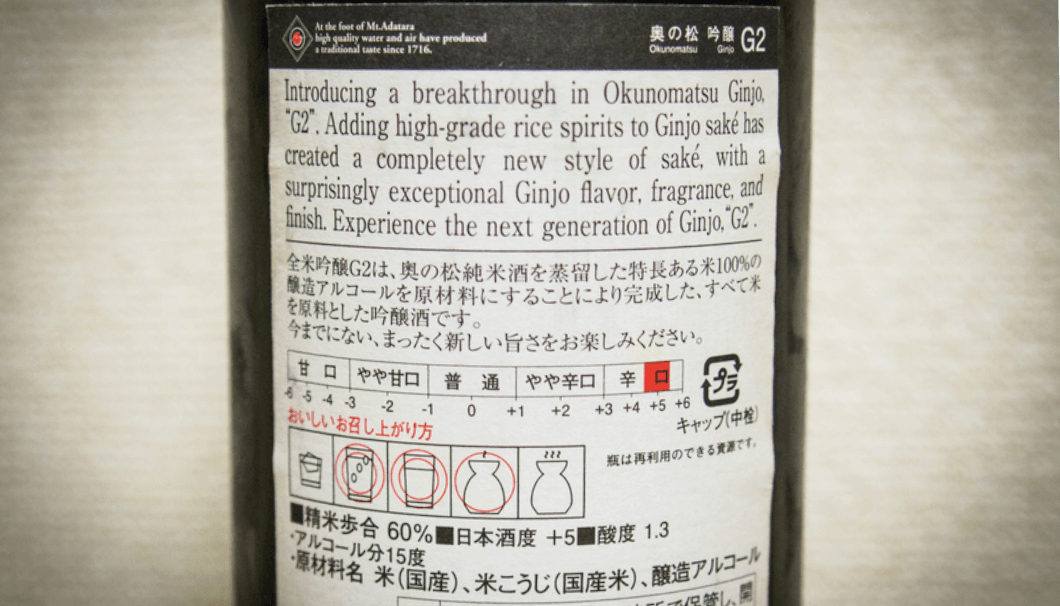 At the foot of Mt.Adatara
high quality water and air have produced
a traditional taste since 1716.
奥の松 吟醸 G2
Okunomatsu Ginjo
Introducing a breakthrough in Okunomatsu Ginjo,
“G2”. Adding high-grade rice spirits to Ginjo saké has
created a completely new style of saké, with a
surprisingly exceptional Ginjo flavor, fragrance, and
finish. Experience the next generation of Ginjo,“G2”.
全米吟醸G2は、奥の松純米酒を蒸留した特長ある米100%の
醸造アルコールを原材料にすることにより完成した、すべて米
を原料とした吟醸酒です。
今までにない、まったく新しい旨さをお楽しみください。
甘口 やや甘口 普通 やや辛口 辛口
-6 -5 -4 -3 -2 -1 0 +1 +2 +3 +4 +5 +6
プラ
キャップ(中栓)
おいしいお召し上がり方
瓶は再利用のできる資源です。
■精米歩合 60%■日本酒度 +5■酸度 1.3
・アルコール分15度
・原材料名 米(国産)、米こうじ(国産米)、醸造アルコール
で保管し、開